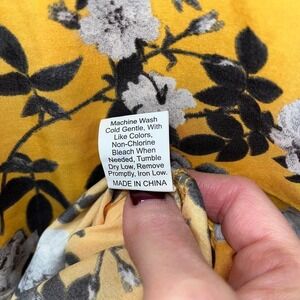 Machine Wash
Cold Gentle, With
Like Colors,
Non-Chlorine
Bleach When
Needed, Tumble
Dry Low, Remove
Promptly, Iron Low.
MADE IN CHINA